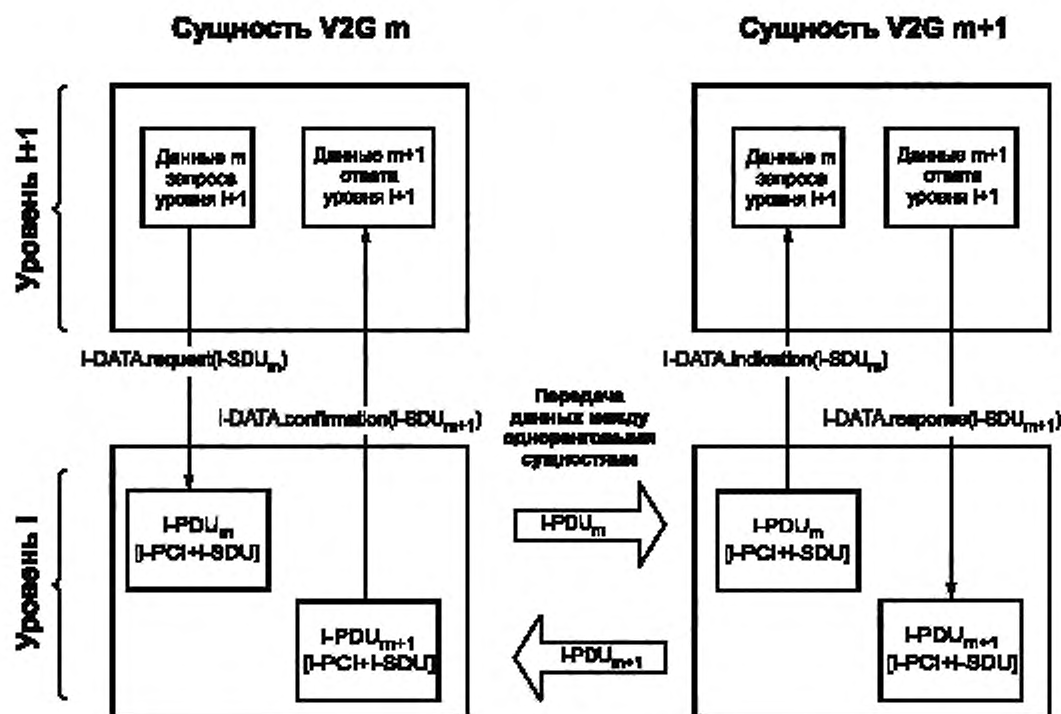 Сущность V2G m
Сущность V2G m+1
Уровень i+1
Данные m
запроса
уровня i+1
Данные m+1
ответа
уровня i+1
Данные m
запроса
уровня i+1
Данные m+1
ответа
уровня i+1
i-DATA.request(i-SDUm)
i-DATA.indication(i-SDUm)
i-DATA.confirmation(i-SDUm+1)
i-DATA.response(i-SDUm+1)
Передача
данных между
одноранговыми
сущностями
Уровень i
i-PDUm
[i-PCI+i-SDU]
i-PDUm
i-PDUm
[i-PCI+i-SDU]
i-PDUm+1
[i-PCI+i-SDU]
i-PDUm+1
i-PDUm+1
[i-PCI+i-SDU]